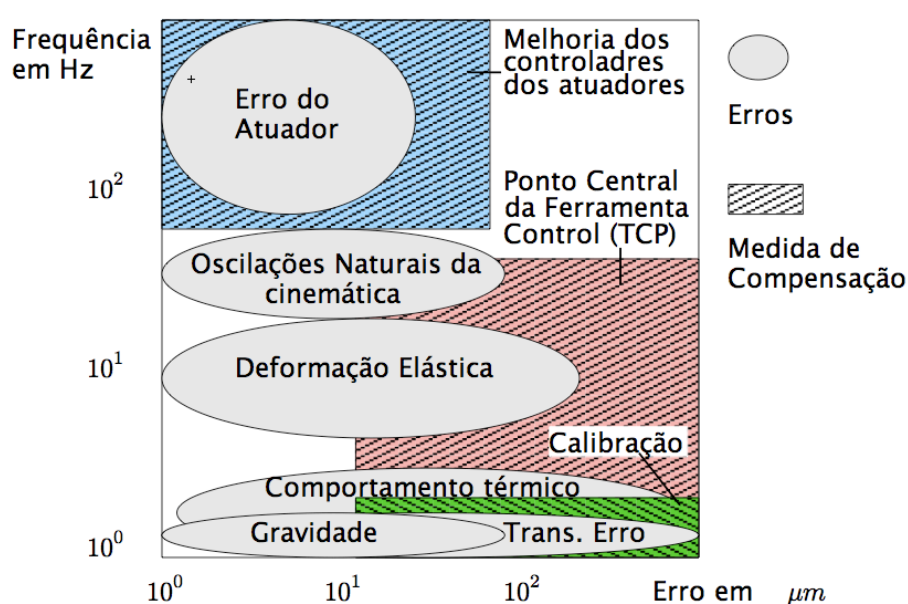 Frequência
em Hz
Erro do
Atuador
Melhoria dos
controladres
dos atuadores
Erros
10²
Ponto Central
da Ferramenta
Control (TCP)
Medida de
Compensação
Oscilações Naturais da
cinemática
10¹
Deformação Elástica
Calibração
Comportamento térmico
Gravidade
Trans. Erro
10⁰
10⁰ 10¹ 10² Erro em μm